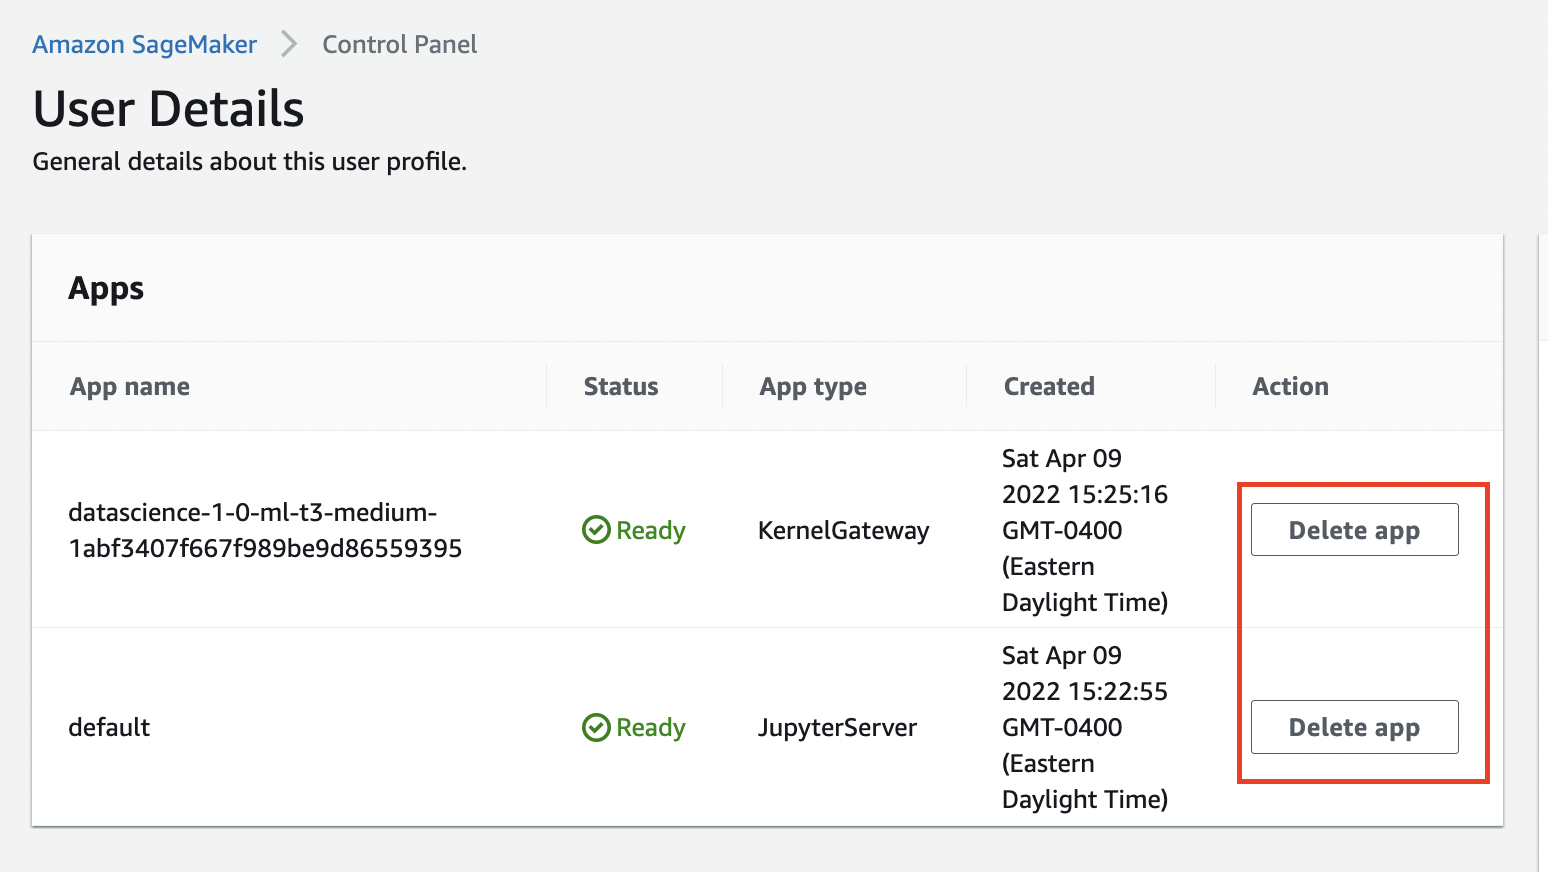 Amazon SageMaker > Control Panel
User Details
General details about this user profile.
Apps
App name Status App type Created Action
datascience-1-0-ml-t3-medium-
1abf3407f667f989be9d86559395
Ready
KernelGateway
Sat Apr 09
2022 15:25:16
GMT-0400
(Eastern
Daylight Time)
Delete app
default
Ready
JupyterServer
Sat Apr 09
2022 15:22:55
GMT-0400
(Eastern
Daylight Time)
Delete app